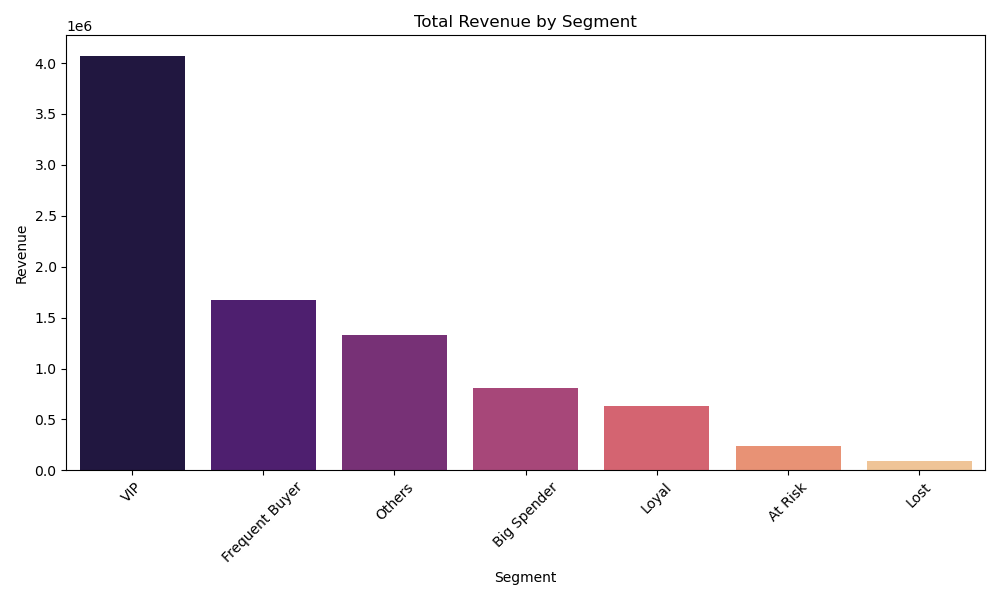 Total Revenue by Segment
1e6
4.0
3.5
3.0
2.5
2.0
1.5
1.0
0.5
0.0
Revenue
VIP
Frequent Buyer
Others
Big Spender
Loyal
At Risk
Lost
Segment